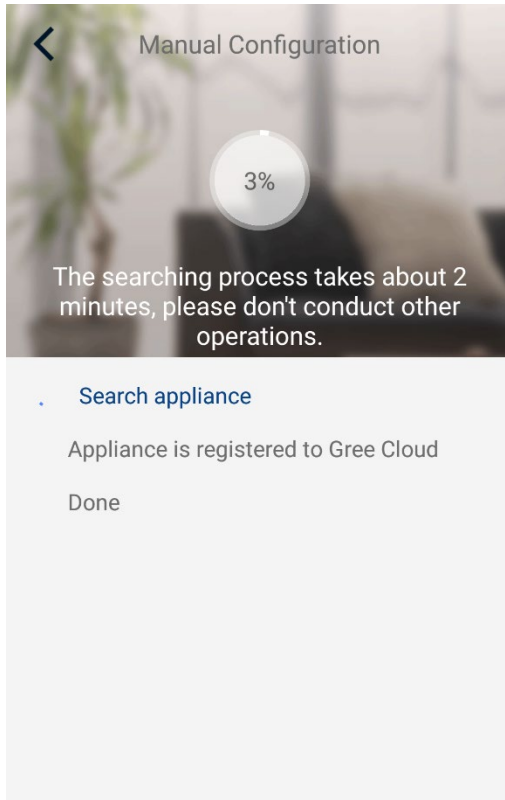 Manual Configuration
3%
The searching process takes about 2
minutes, please don't conduct other
operations.
Search appliance
Appliance is registered to Gree Cloud
Done